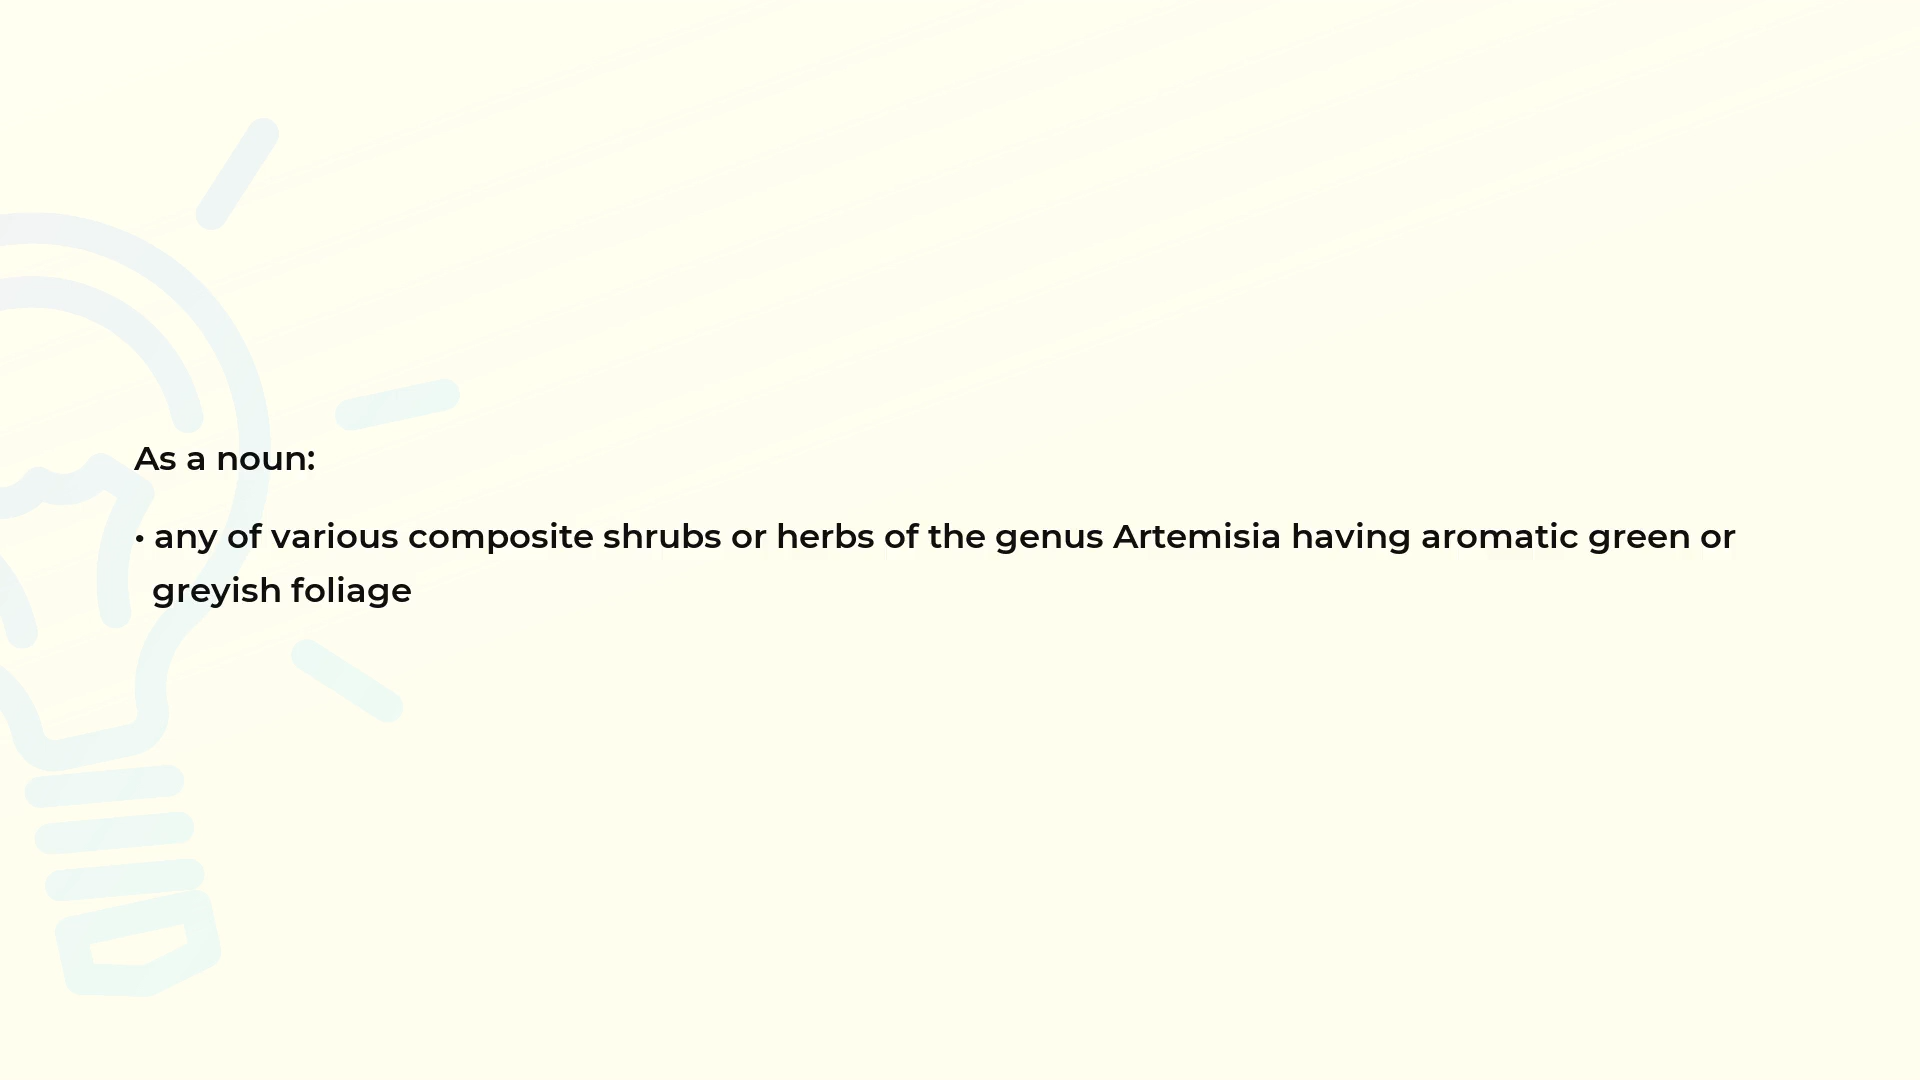 As a noun:
• any of various composite shrubs or herbs of the genus Artemisia having aromatic green or
greyish foliage